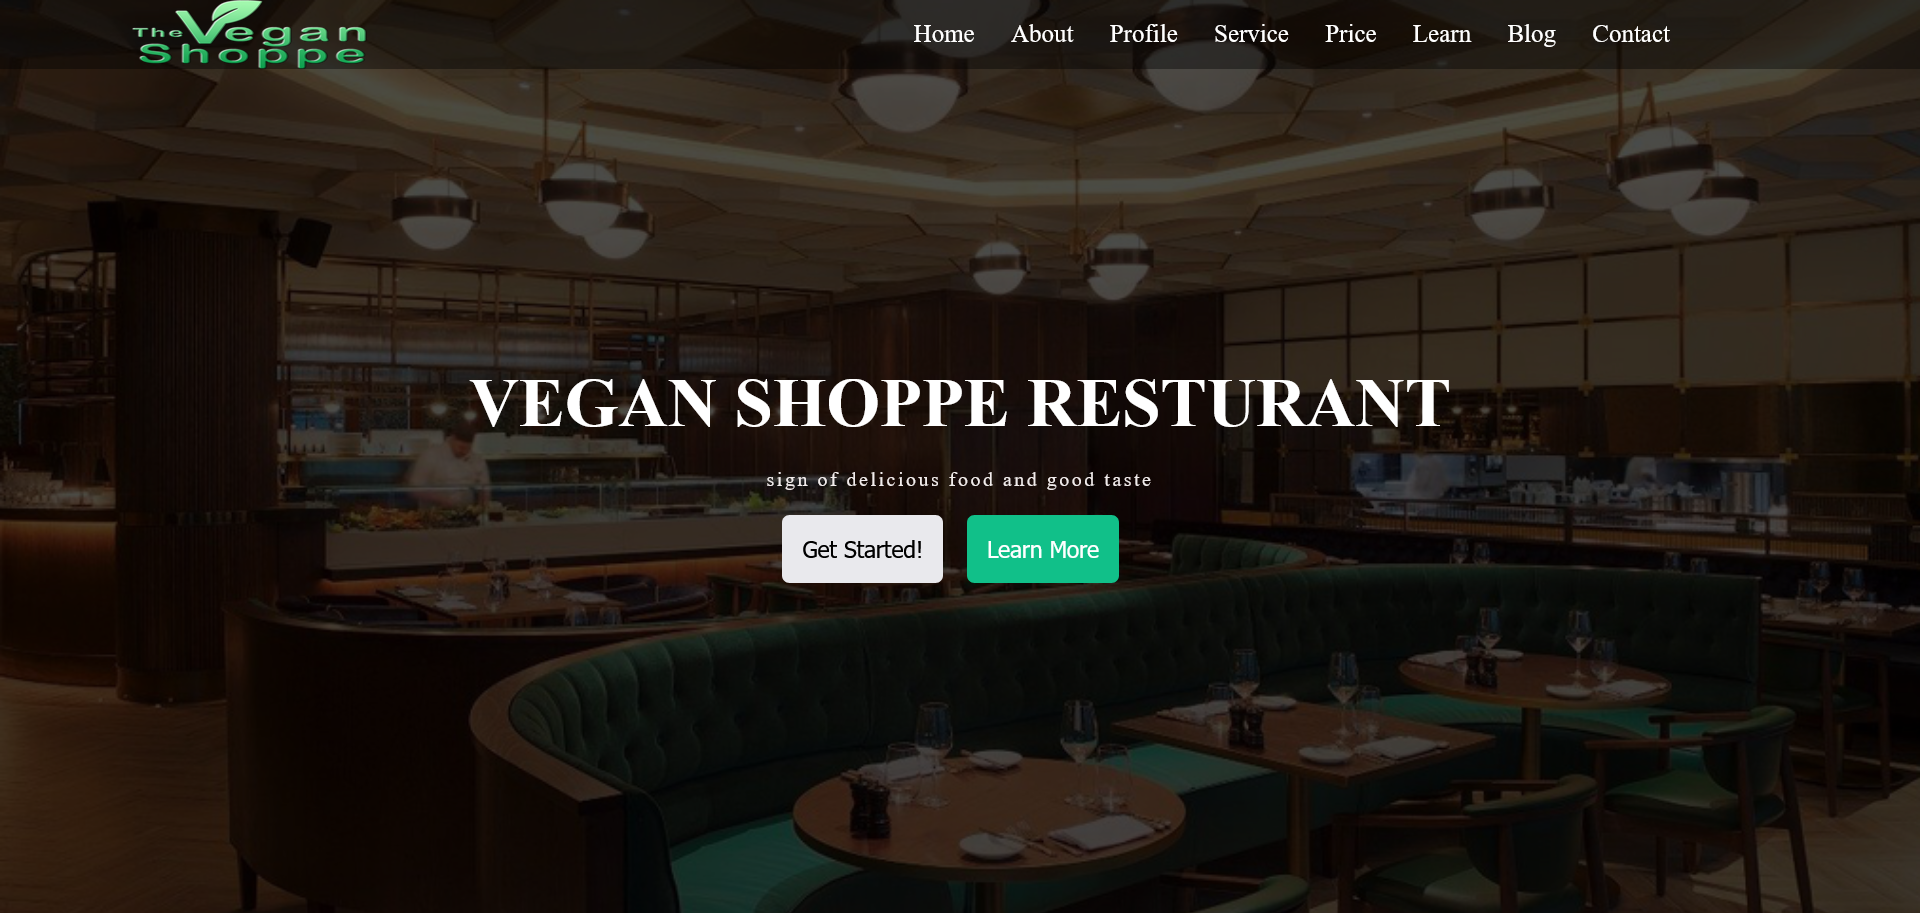 The Vegan
Shoppe
Home About Profile Service Price Learn Blog Contact
VEGAN SHOPPE RESTURANT
sign of delicious food and good taste
Get Started! Learn More